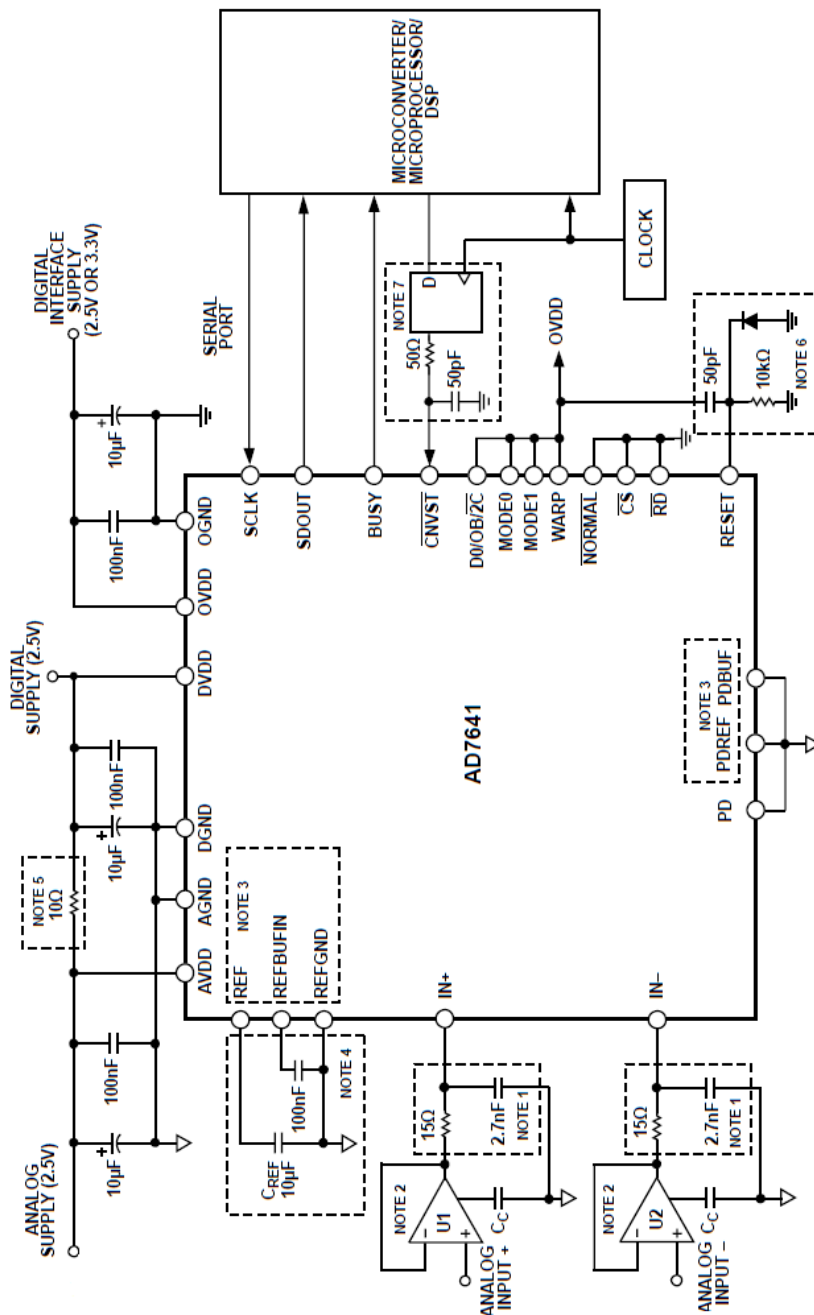 ANALOG
SUPPLY (2.5V)
10µF
+
100nF
NOTE 5
10Ω
+
10µF
100nF
DIGITAL
SUPPLY (2.5V)
100nF
+
10µF
DIGITAL
INTERFACE
SUPPLY
(2.5V OR 3.3V)
AVDD
AGND
DGND
DVDD
OVDD
OGND
REF
REFBUFIN
REFGND
NOTE 3
CREF
10µF
100nF
NOTE 4
NOTE 2
U1
–
+
CC
ANALOG
INPUT +
15Ω
2.7nF
NOTE 1
IN+
NOTE 2
U2
–
+
CC
ANALOG
INPUT –
15Ω
2.7nF
NOTE 1
IN–
AD7641
PD
PDREF
PDBUF
NOTE 3
SCLK
SDOUT
BUSY
CNVST
D0/OB/2C
MODE0
MODE1
WARP
NORMAL
CS
RD
RESET
SERIAL
PORT
NOTE 7
50Ω
50pF
D
OVDD
CLOCK
50pF
10kΩ
NOTE 6
MICROCONVERTER/
MICROPROCESSOR/
DSP